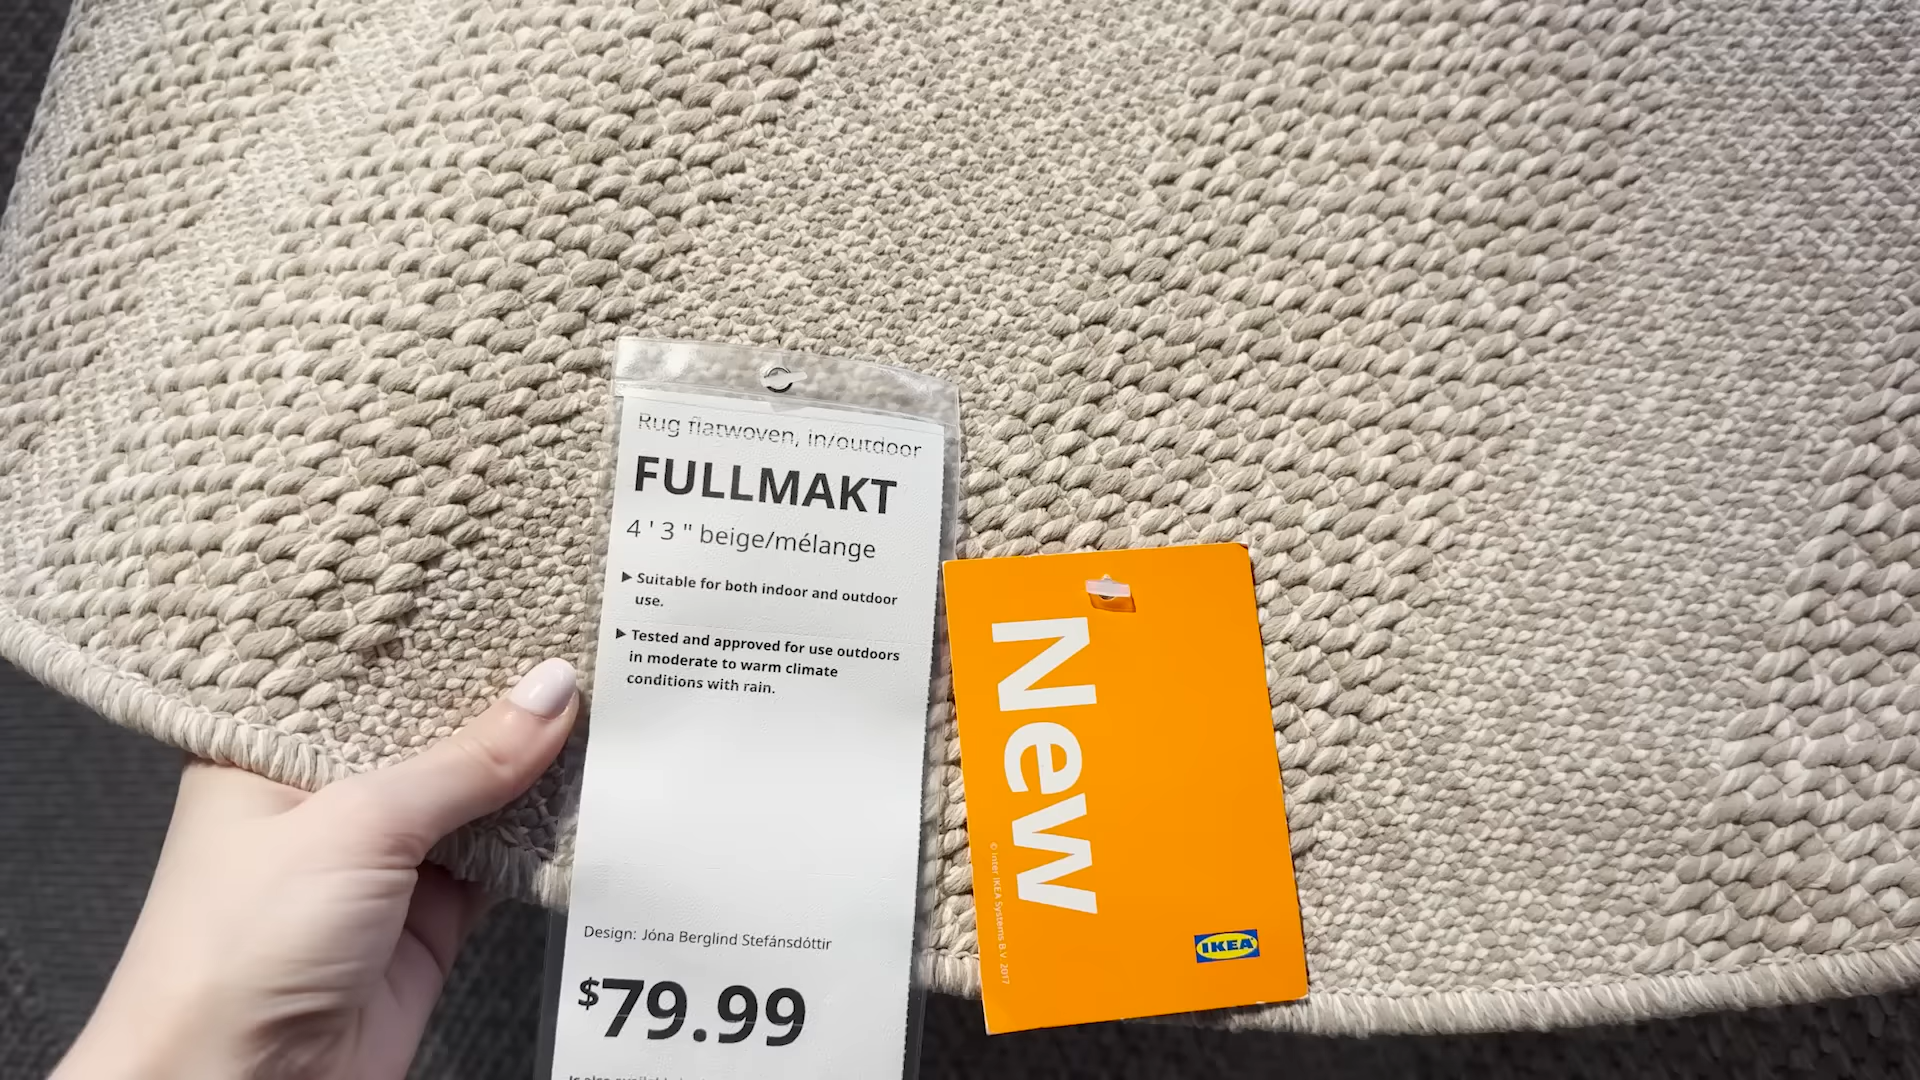 Rug flatwoven, in/outdoor
FULLMAKT
4 ' 3 " beige/mélange
▶ Suitable for both indoor and outdoor
use.
▶ Tested and approved for use outdoors
in moderate to warm climate
conditions with rain.
Design: Jóna Berglind Stefánsdóttir
$79.99
New
© Inter IKEA Systems B.V. 2017
IKEA